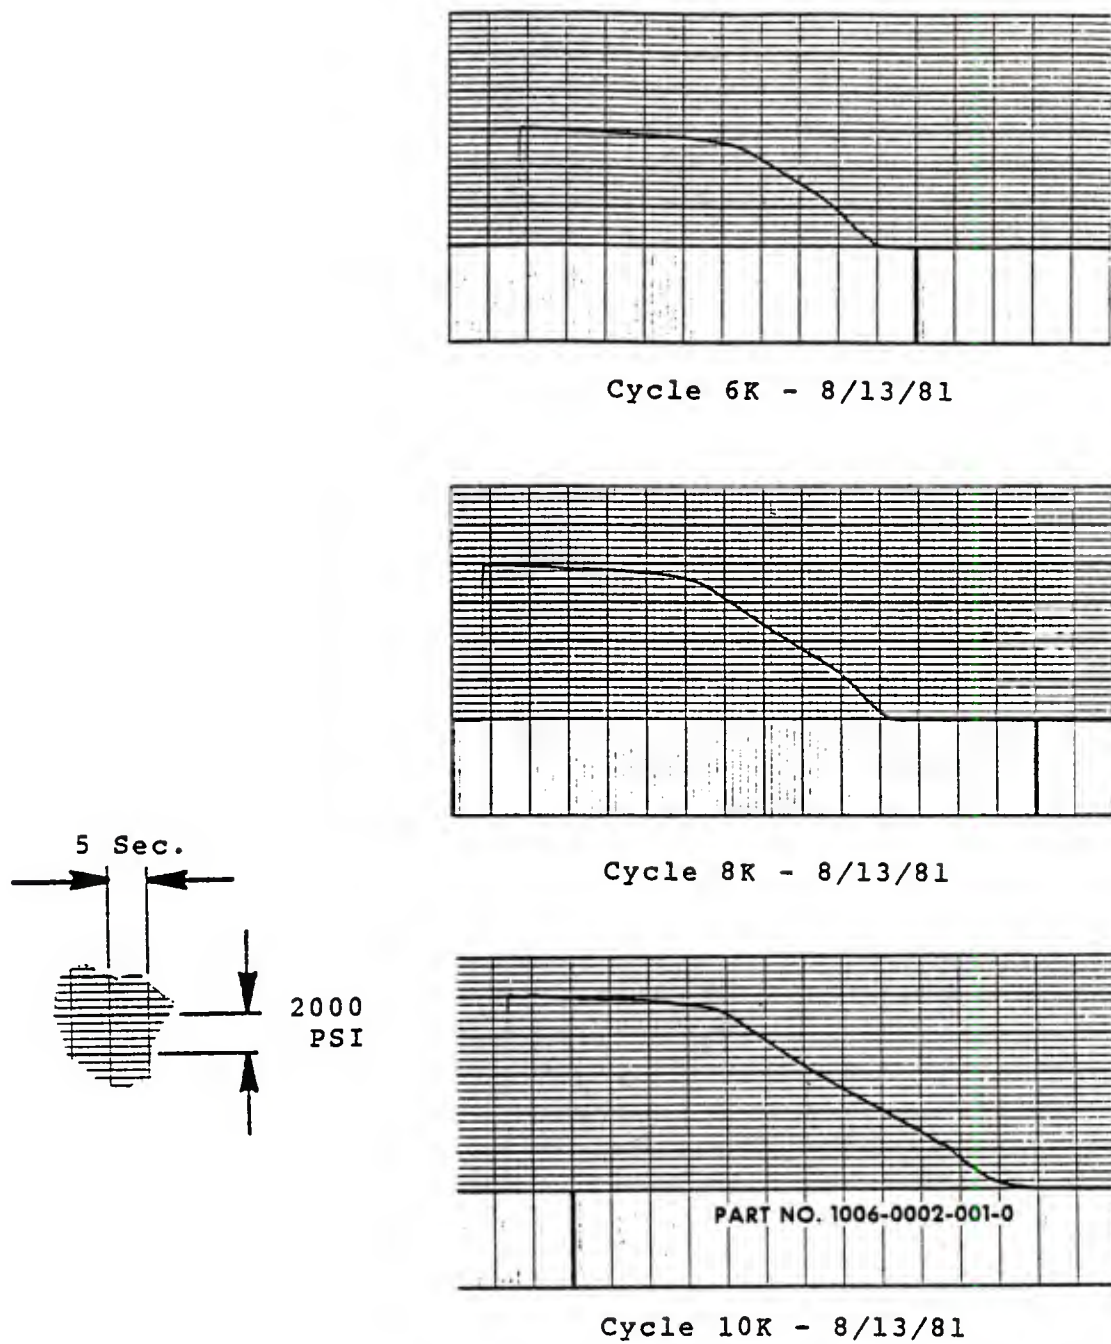 Cycle 6K - 8/13/81
Cycle 8K - 8/13/81
5 Sec.
2000
PSI
PART NO. 1006-0002-001-0
Cycle 10K - 8/13/81